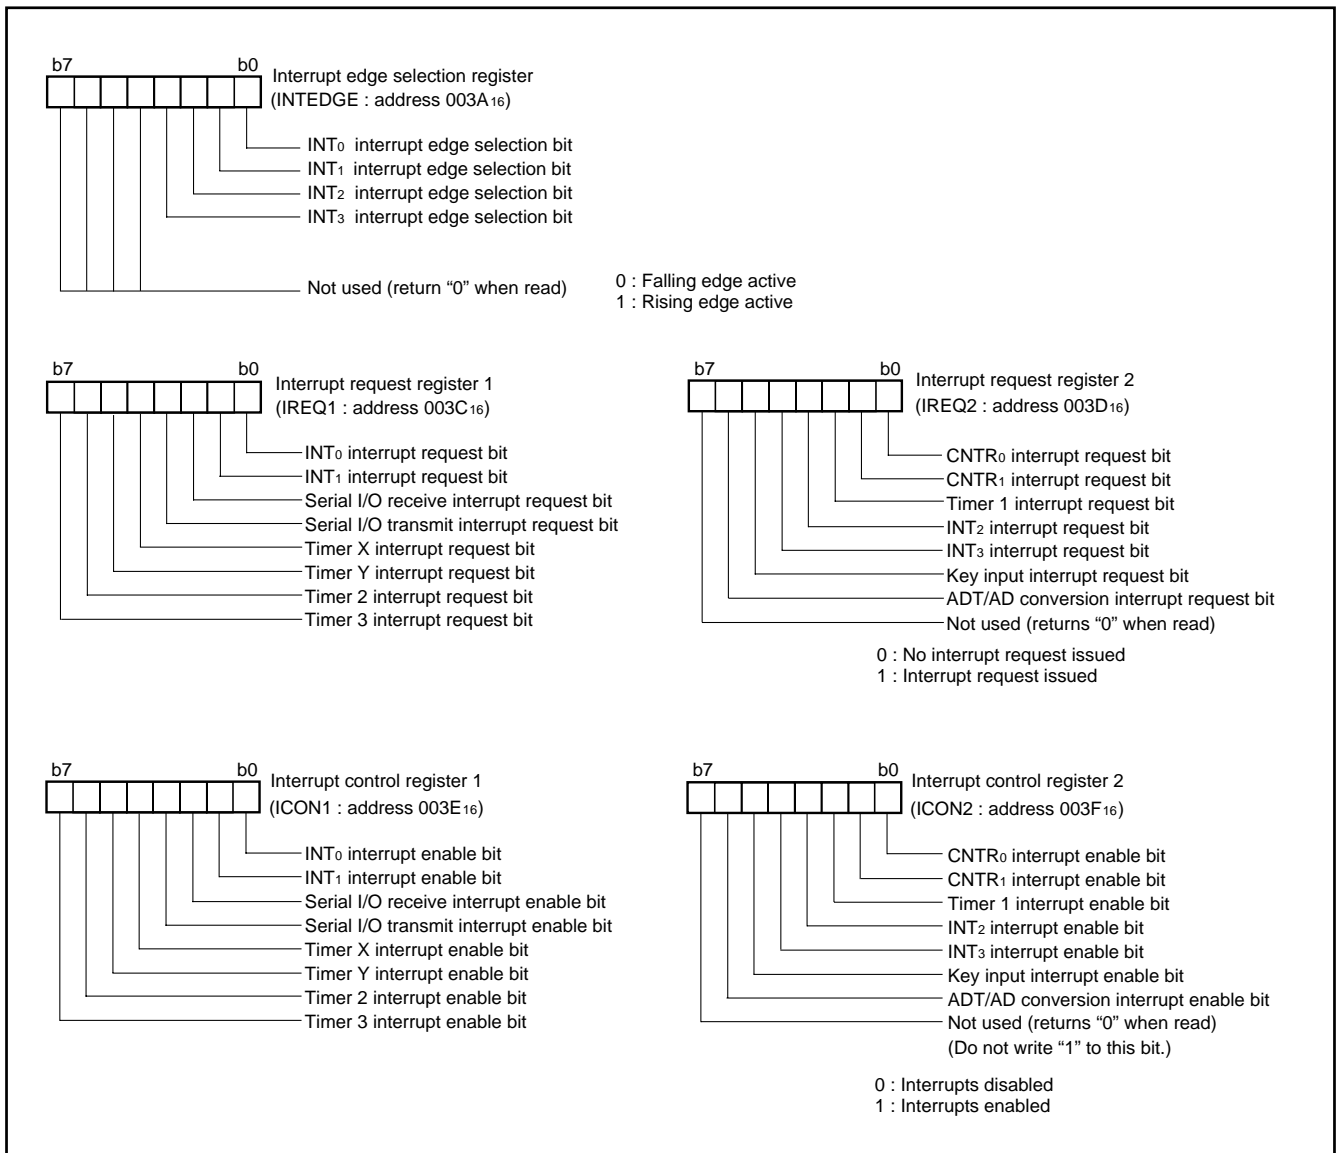 b7 b0
Interrupt edge selection register
(INTEDGE : address 003A16)
INT0 interrupt edge selection bit
INT1 interrupt edge selection bit
INT2 interrupt edge selection bit
INT3 interrupt edge selection bit
Not used (return “0” when read)
0 : Falling edge active
1 : Rising edge active
b7 b0
Interrupt request register 1
(IREQ1 : address 003C16)
INT0 interrupt request bit
INT1 interrupt request bit
Serial I/O receive interrupt request bit
Serial I/O transmit interrupt request bit
Timer X interrupt request bit
Timer Y interrupt request bit
Timer 2 interrupt request bit
Timer 3 interrupt request bit
b7 b0
Interrupt request register 2
(IREQ2 : address 003D16)
CNTR0 interrupt request bit
CNTR1 interrupt request bit
Timer 1 interrupt request bit
INT2 interrupt request bit
INT3 interrupt request bit
Key input interrupt request bit
ADT/AD conversion interrupt request bit
Not used (returns “0” when read)
0 : No interrupt request issued
1 : Interrupt request issued
b7 b0
Interrupt control register 1
(ICON1 : address 003E16)
INT0 interrupt enable bit
INT1 interrupt enable bit
Serial I/O receive interrupt enable bit
Serial I/O transmit interrupt enable bit
Timer X interrupt enable bit
Timer Y interrupt enable bit
Timer 2 interrupt enable bit
Timer 3 interrupt enable bit
b7 b0
Interrupt control register 2
(ICON2 : address 003F16)
CNTR0 interrupt enable bit
CNTR1 interrupt enable bit
Timer 1 interrupt enable bit
INT2 interrupt enable bit
INT3 interrupt enable bit
Key input interrupt enable bit
ADT/AD conversion interrupt enable bit
Not used (returns “0” when read)
(Do not write “1” to this bit.)
0 : Interrupts disabled
1 : Interrupts enabled